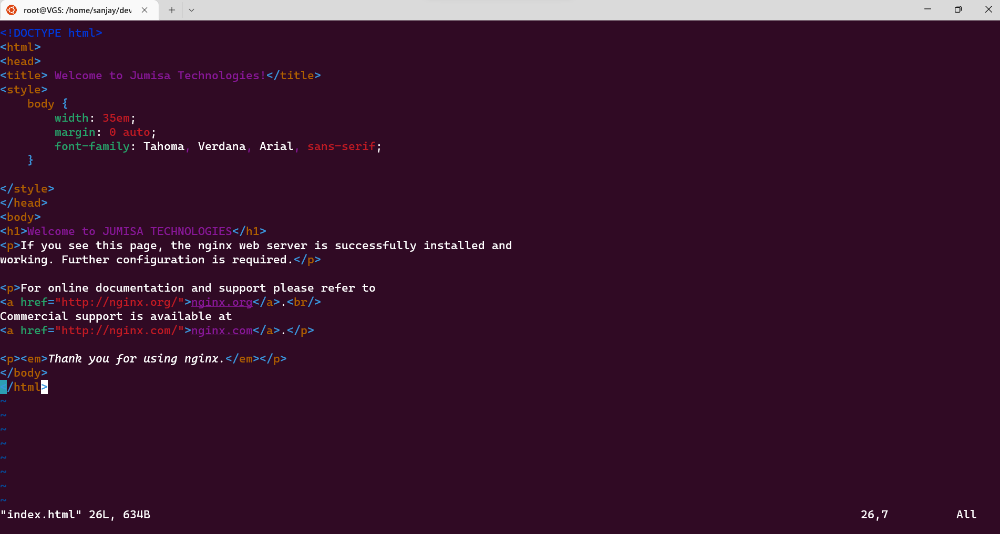 root@VGS: /home/sanjay/dev
<!DOCTYPE html>
<html>
<head>
<title> Welcome to Jumisa Technologies!</title>
<style>
    body {
        width: 35em;
        margin: 0 auto;
        font-family: Tahoma, Verdana, Arial, sans-serif;
    }

</style>
</head>
<body>
<h1>Welcome to JUMISA TECHNOLOGIES</h1>
<p>If you see this page, the nginx web server is successfully installed and
working. Further configuration is required.</p>

<p>For online documentation and support please refer to
<a href="http://nginx.org/">nginx.org</a>.<br/>
Commercial support is available at
<a href="http://nginx.com/">nginx.com</a>.</p>

<p><em>Thank you for using nginx.</em></p>
</body>
</html>
~
~
~
~
~
~
~
~
"index.html" 26L, 634B 26,7 All